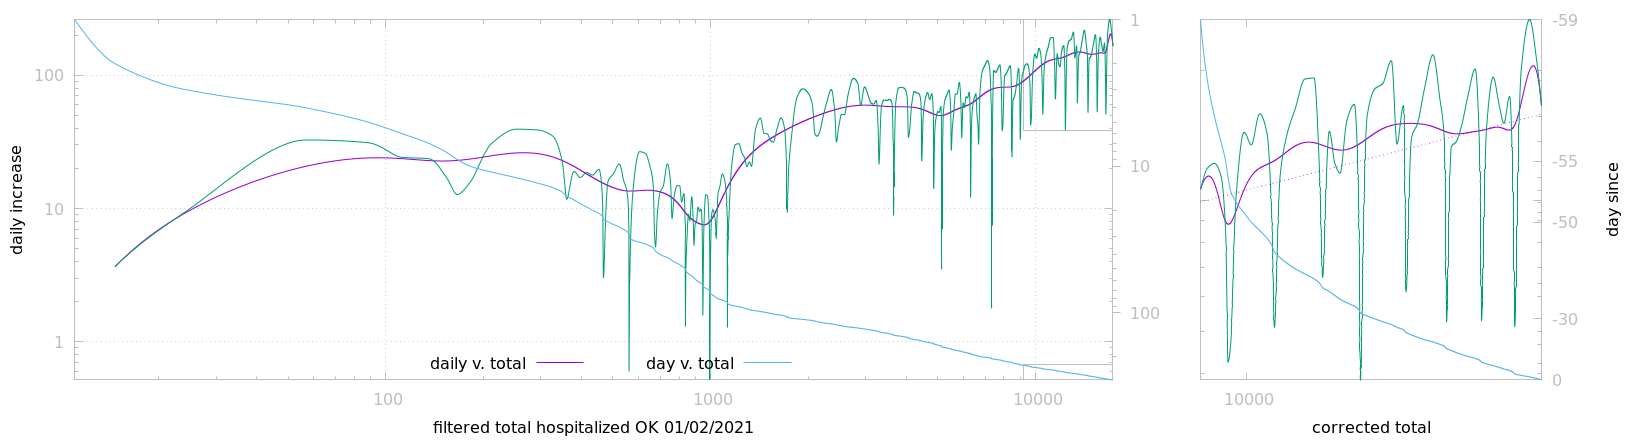 daily increase
100
10
1
100
1000
10000
1
10
100
daily v. total
day v. total
filtered total hospitalized OK 01/02/2021
-59
-55
-50
-30
0
10000
day since
corrected total